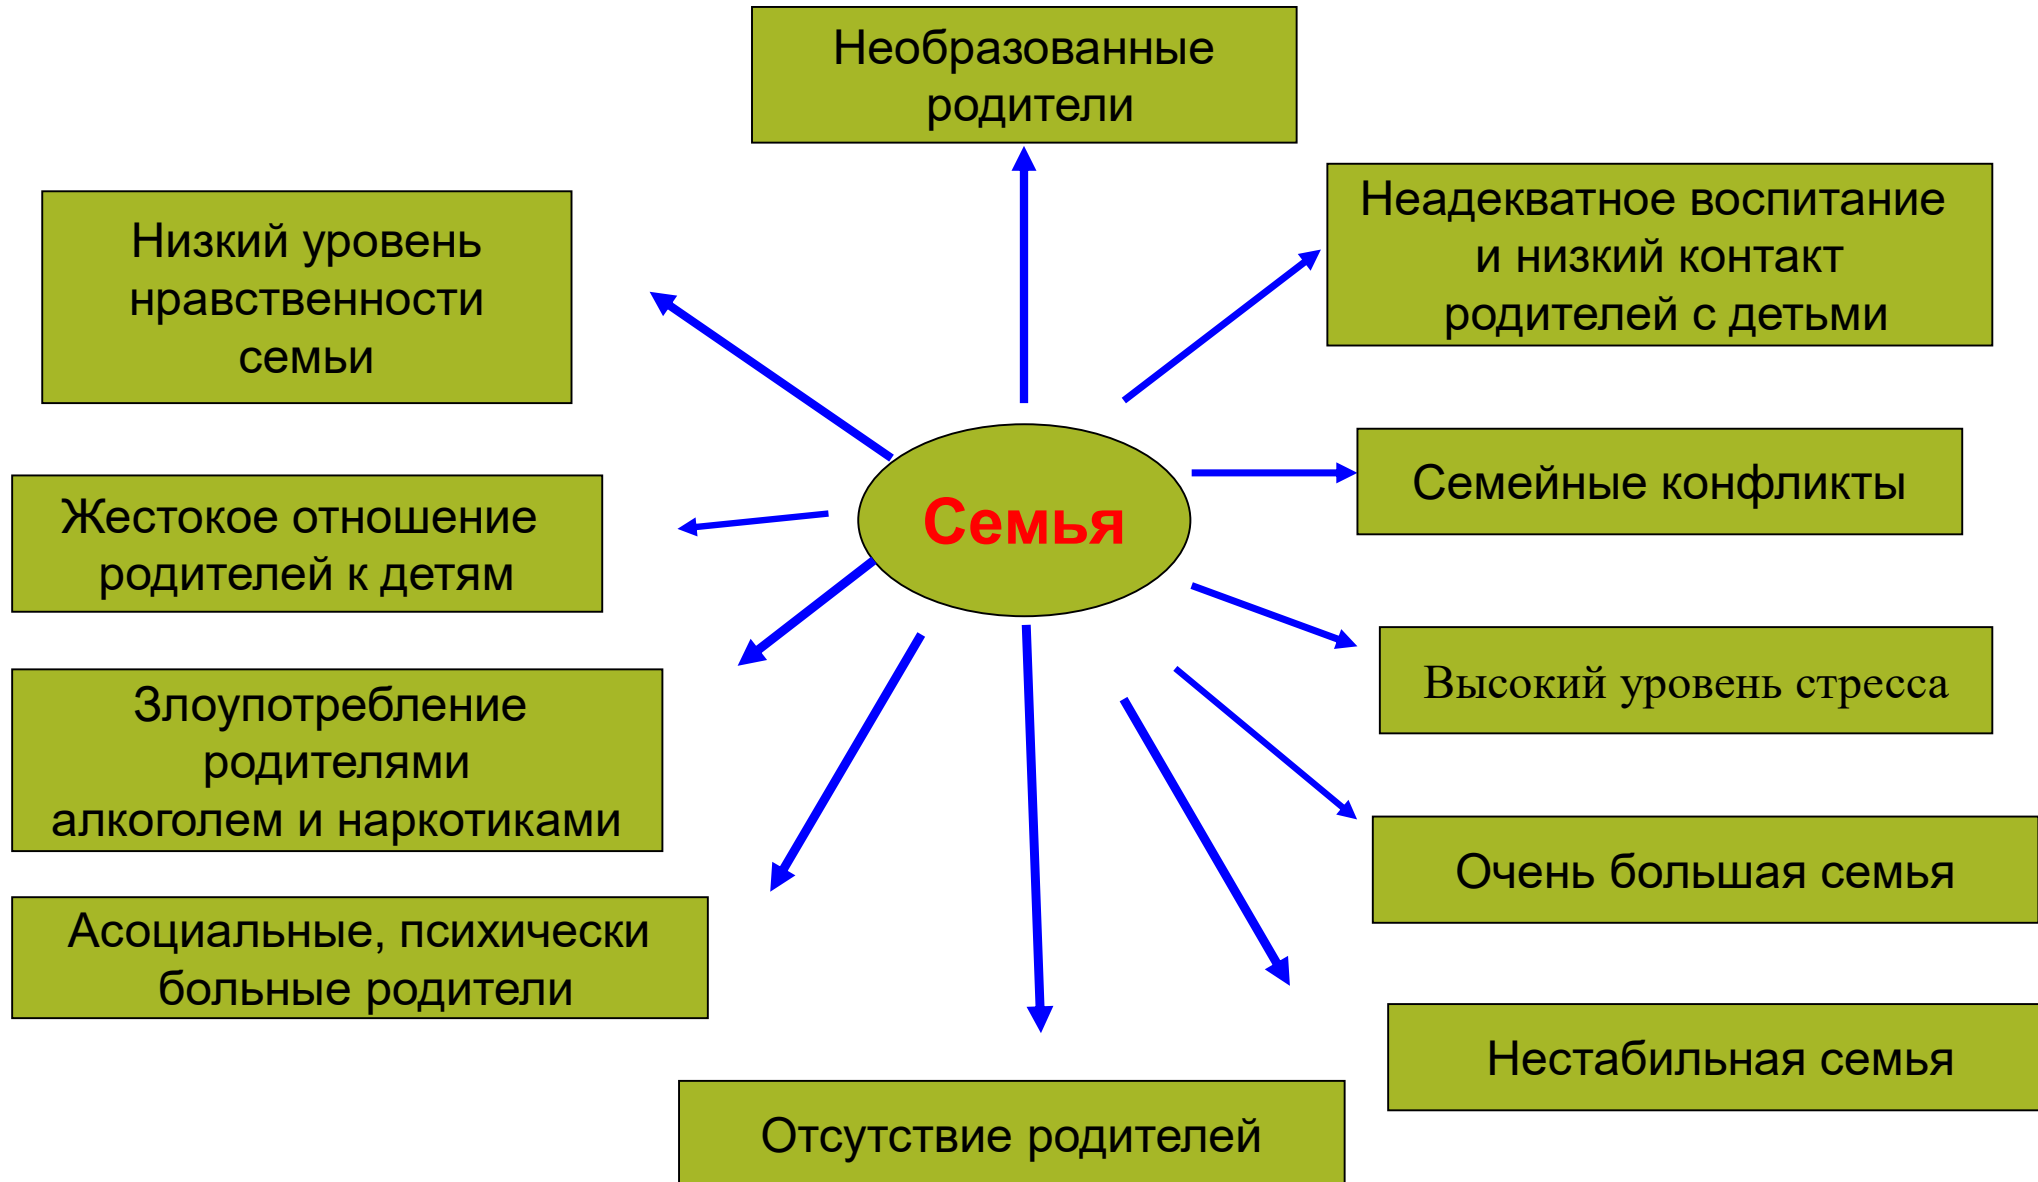 Необразованные
родители
Неадекватное воспитание
и низкий контакт
родителей с детьми
Низкий уровень
нравственности
семьи
Семейные конфликты
Жестокое отношение
родителей к детям
Семья
Высокий уровень стресса
Злоупотребление
родителями
алкоголем и наркотиками
Очень большая семья
Асоциальные, психически
больные родители
Нестабильная семья
Отсутствие родителей